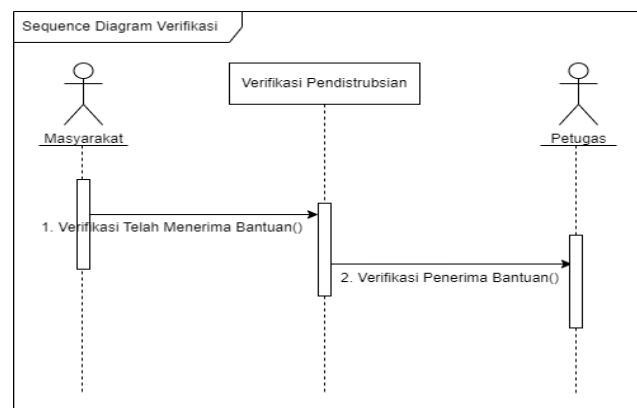 Sequence Diagram Verifikasi
Verifikasi Pendistrubsian
Masyarakat
Petugas
1. Verifikasi Telah Menerima Bantuan()
2. Verifikasi Penerima Bantuan()